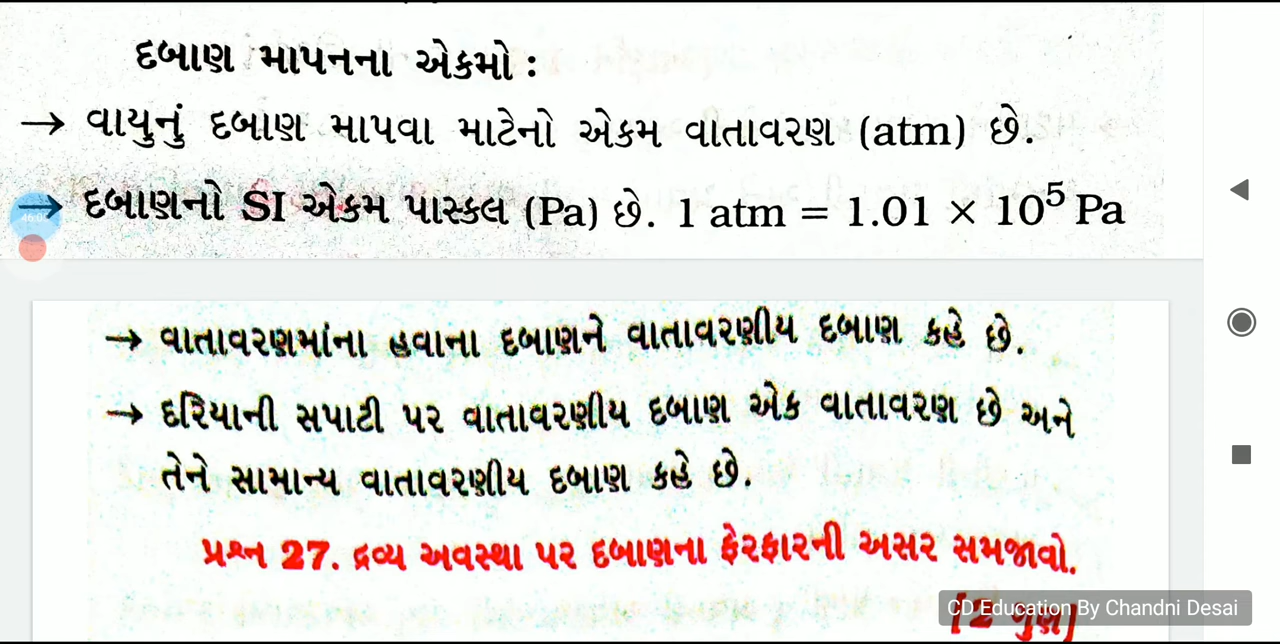 દબાણ માપનના એકમો :
→ વાયુનું દબાણ માપવા માટેનો એકમ વાતાવરણ (atm) છે.
→ દબાણનો SI એકમ પાસ્કલ (Pa) છે. 1 atm = 1.01 × 10⁵ Pa
→ વાતાવરણમાંના હવાના દબાણને વાતાવરણીય દબાણ કહે છે.
→ દરિયાની સપાટી પર વાતાવરણીય દબાણ એક વાતાવરણ છે અને
તેને સામાન્ય વાતાવરણીય દબાણ કહે છે.
પ્રશ્ન 27. દ્રવ્ય અવસ્થા પર દબાણના ફેરફારની અસર સમજાવો.
[2 ગુણ]
CD Education By Chandni Desai